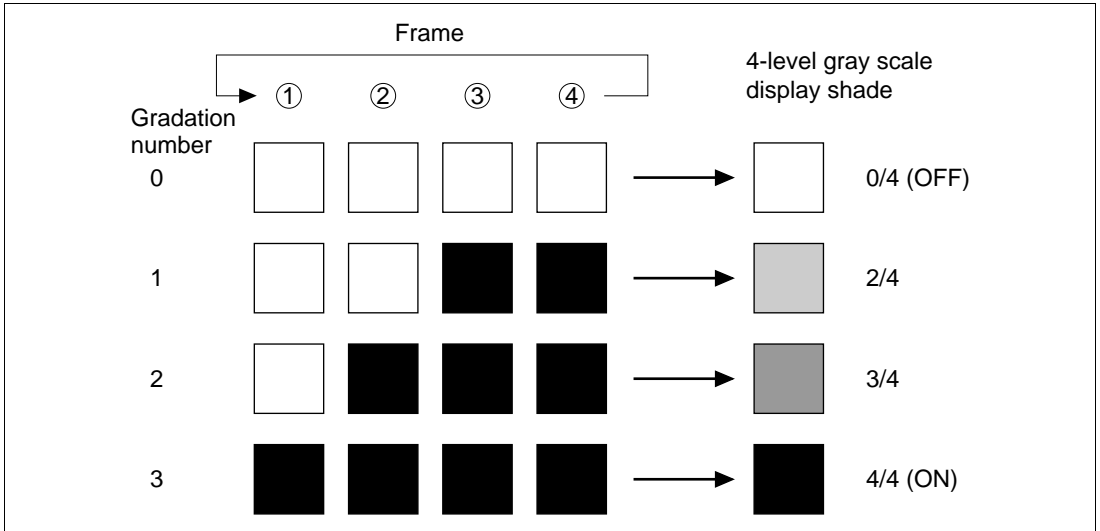 Frame
4-level gray scale
display shade
① ② ③ ④
Gradation
number
0 0/4 (OFF)
1 2/4
2 3/4
3 4/4 (ON)